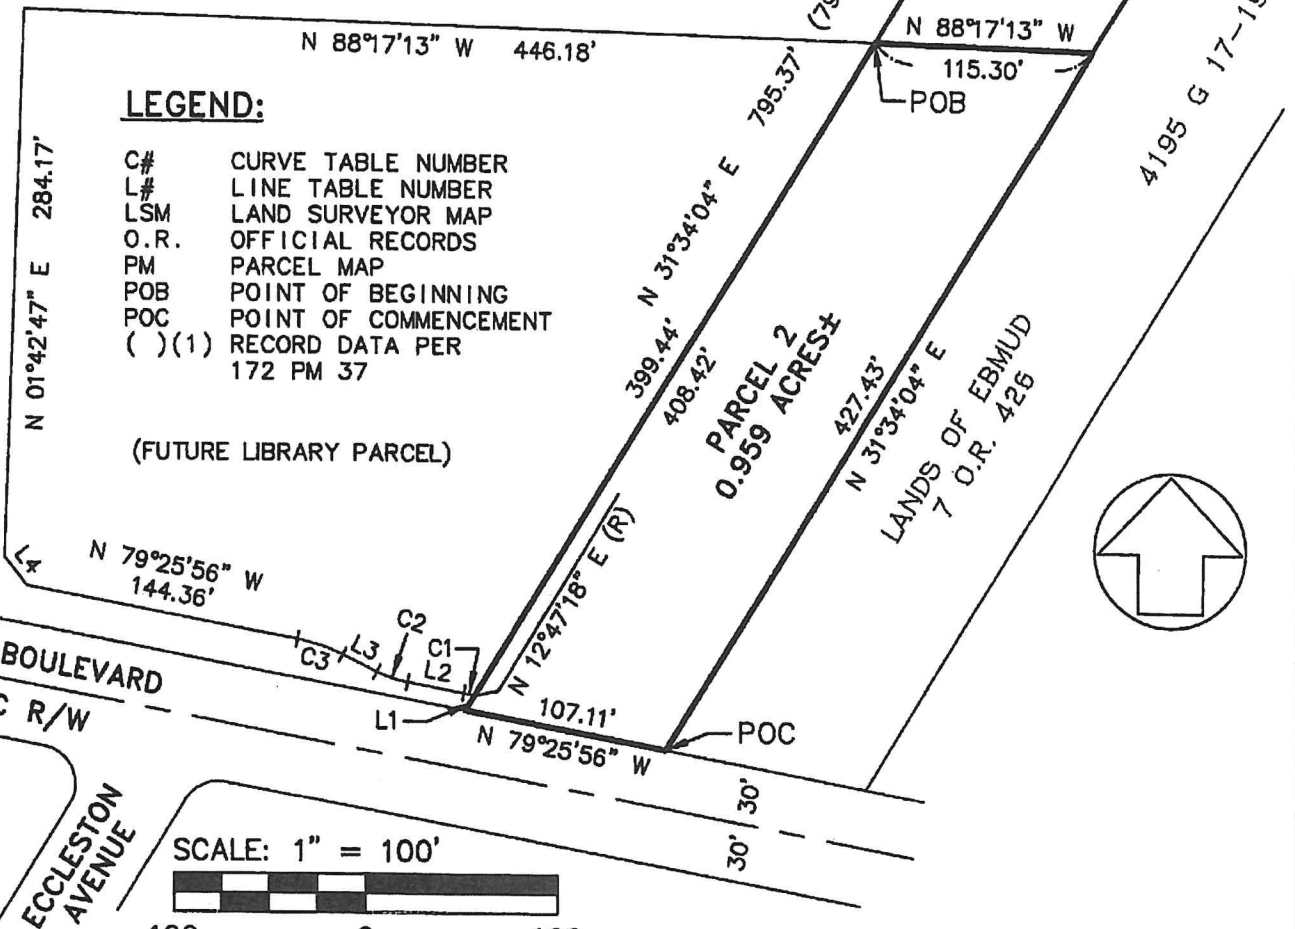 (79
N 88°17'13" W
N 88°17'13" W 446.18'
115.30'
POB
795.37'
4195 G 17-19
LEGEND:
C# CURVE TABLE NUMBER
L# LINE TABLE NUMBER
LSM LAND SURVEYOR MAP
O.R. OFFICIAL RECORDS
PM PARCEL MAP
POB POINT OF BEGINNING
POC POINT OF COMMENCEMENT
( )(1) RECORD DATA PER
172 PM 37
N 01°42'47" E 284.17'
(FUTURE LIBRARY PARCEL)
N 31°34'04" E
399.44'
408.42'
PARCEL 2
0.959 ACRES±
427.43'
N 31°34'04" E
LANDS OF EBMUD
7 O.R. 426
L4
N 79°25'56" W
144.36'
C3
L3
C2
L2
C1
L1
N 12°47'18" E (R)
107.11'
N 79°25'56" W
POC
BOULEVARD
C R/W
30'
30'
ECCLESTON
AVENUE
SCALE: 1" = 100'